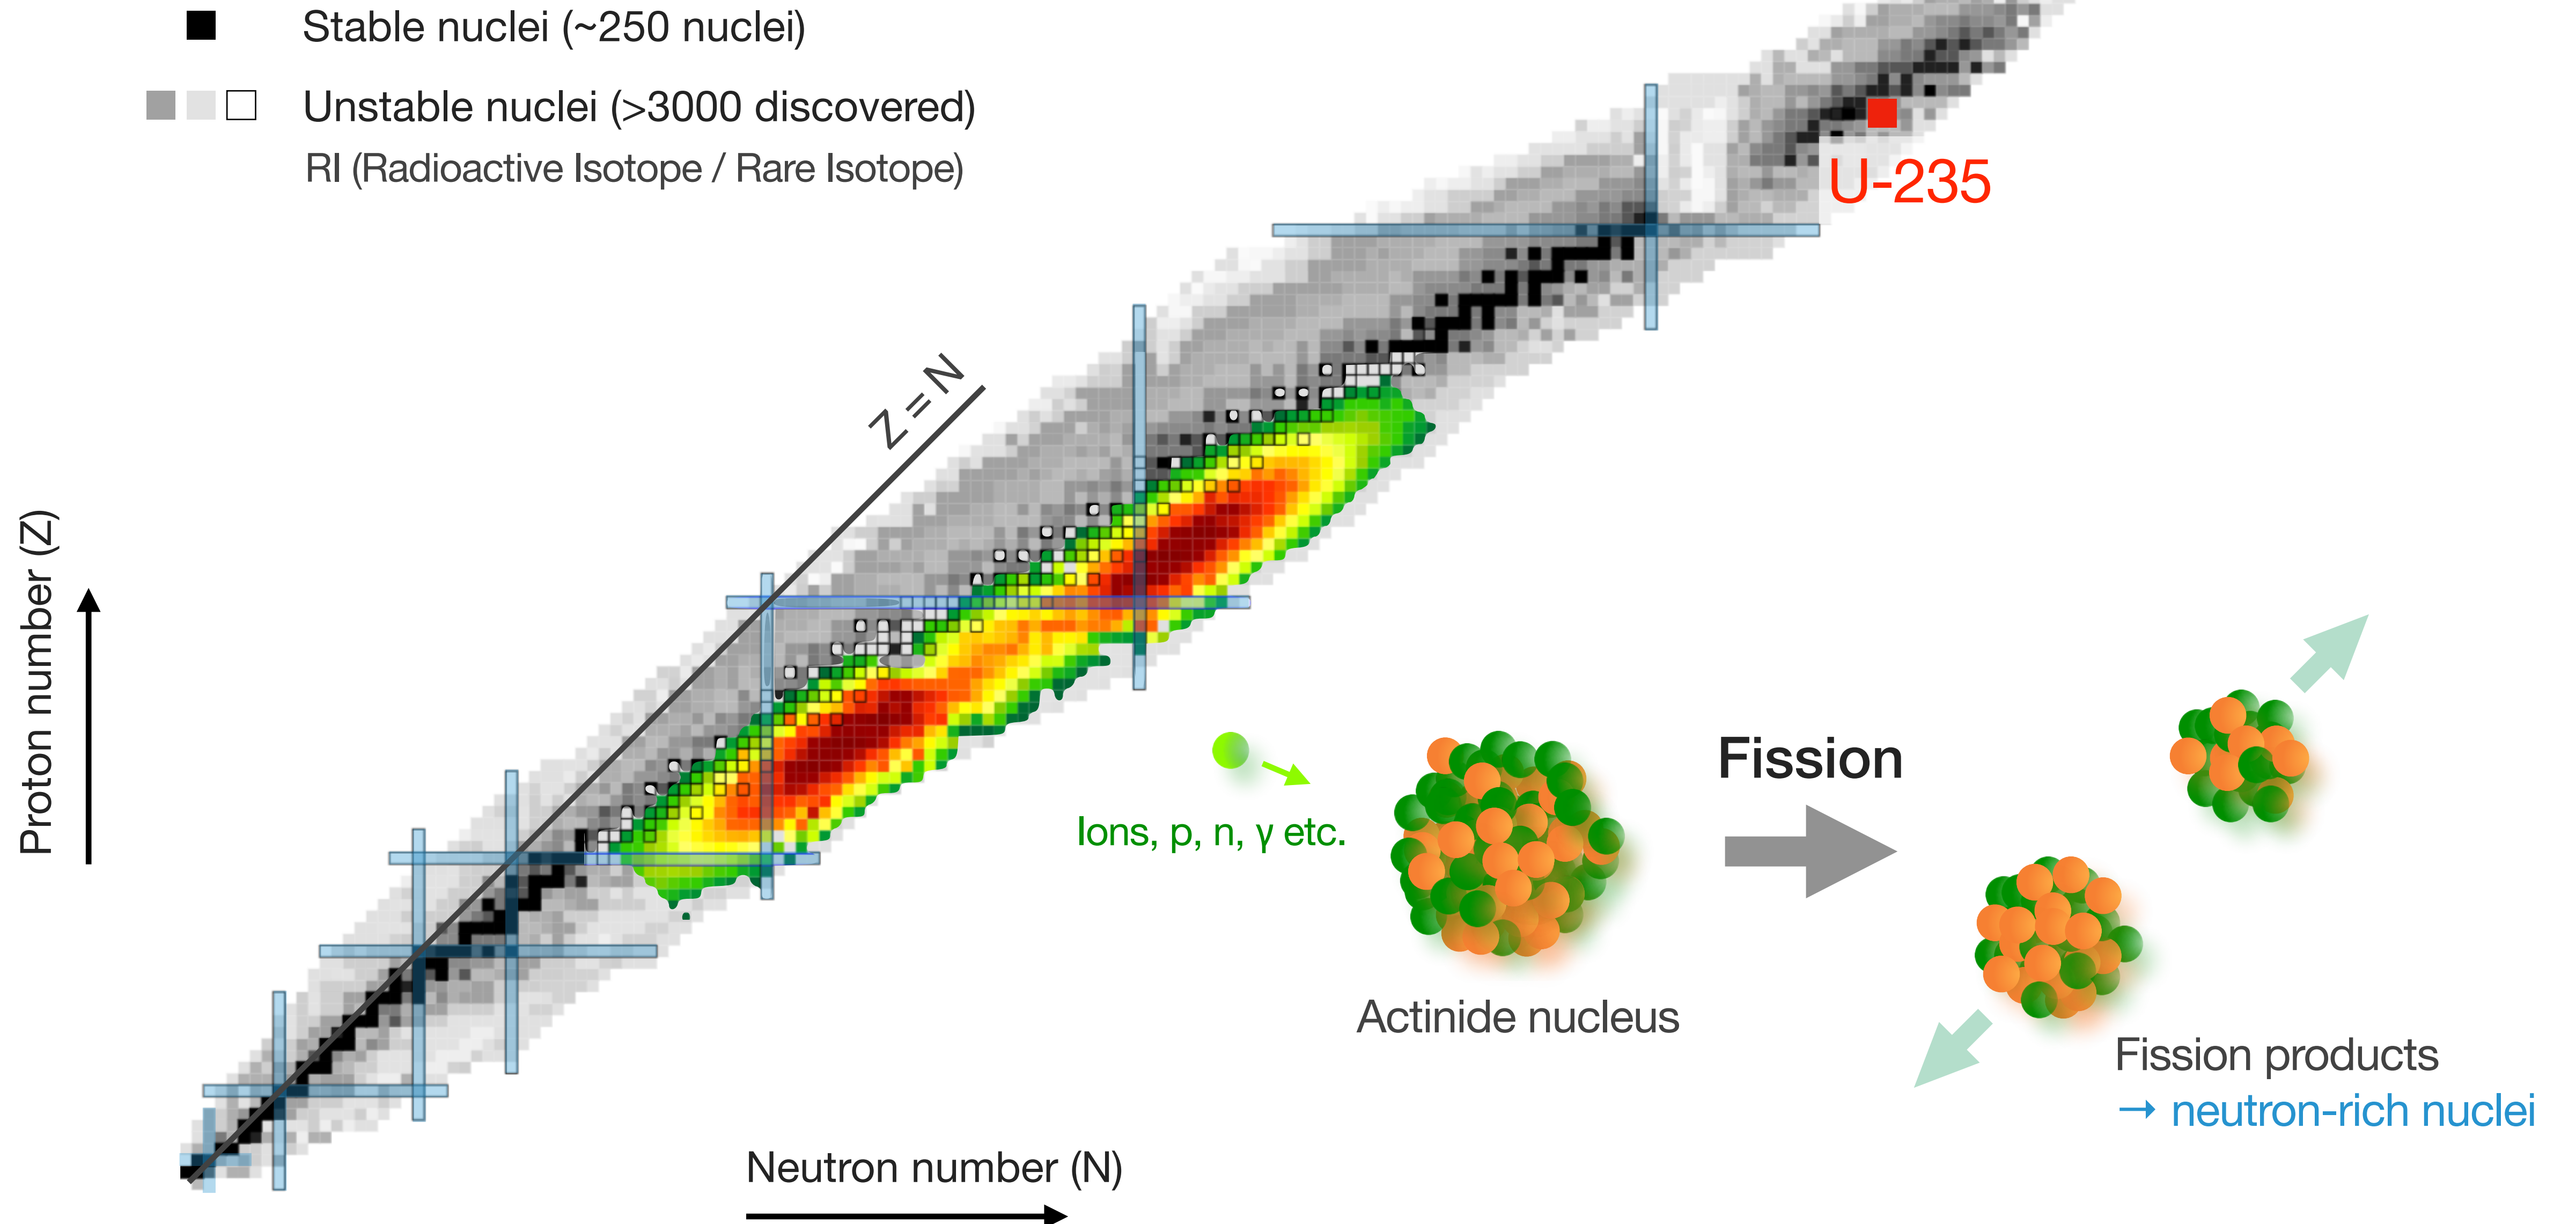 Stable nuclei (~250 nuclei)
Unstable nuclei (>3000 discovered)
RI (Radioactive Isotope / Rare Isotope)
U-235
Z = N
Proton number (Z)
Fission
Ions, p, n, γ etc.
Actinide nucleus
Fission products
→ neutron-rich nuclei
Neutron number (N)